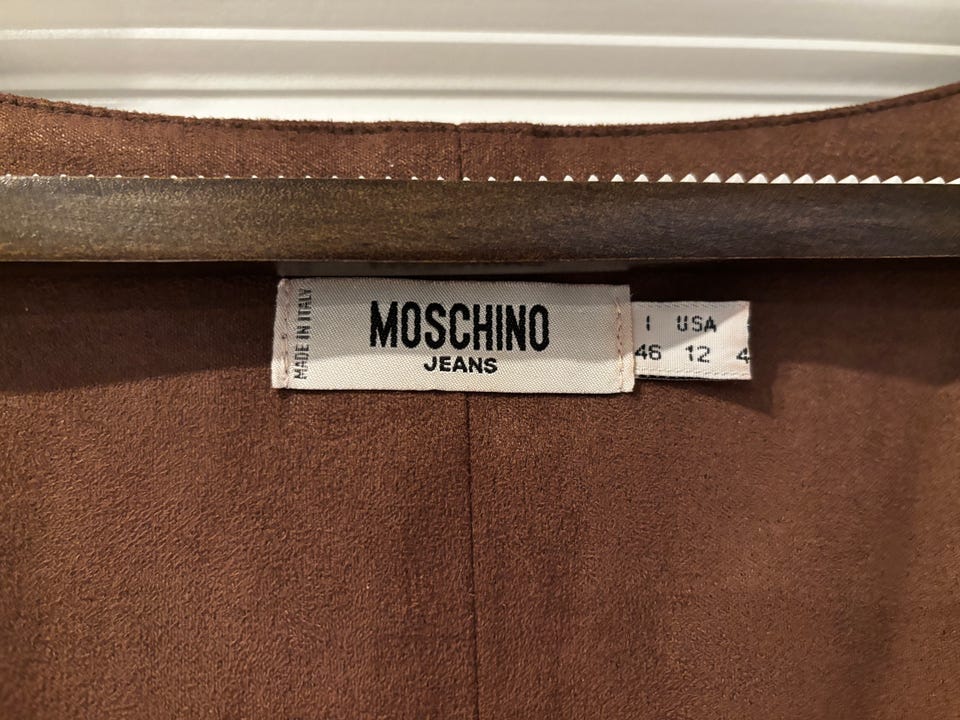 MADE IN ITALY
MOSCHINO
JEANS
I USA
46 12 4